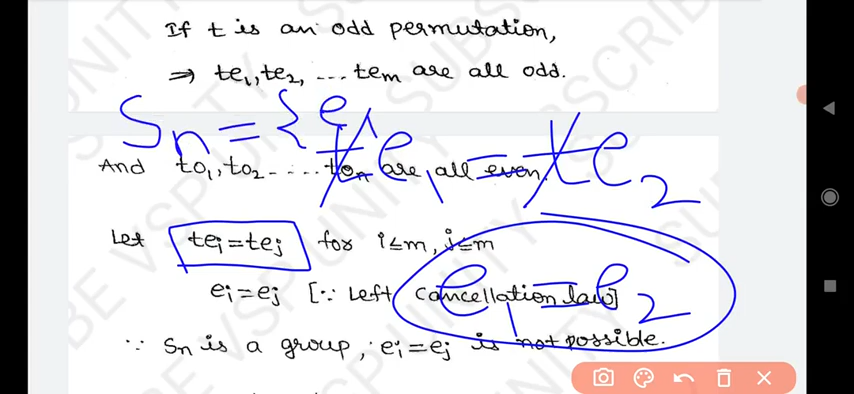 If t is an odd permutation,
⇒ te₁, te₂, ... tem are all odd.
Sn = { e₁
te₁ = te₂
And to₁, to₂ - .... ton are all even.
Let tei = tej for i≤m, j≤m
ei = ej [∵ Left Cancellation law]
e₁ = e₂
∵ Sn is a group, ∴ ei = ej is not possible.